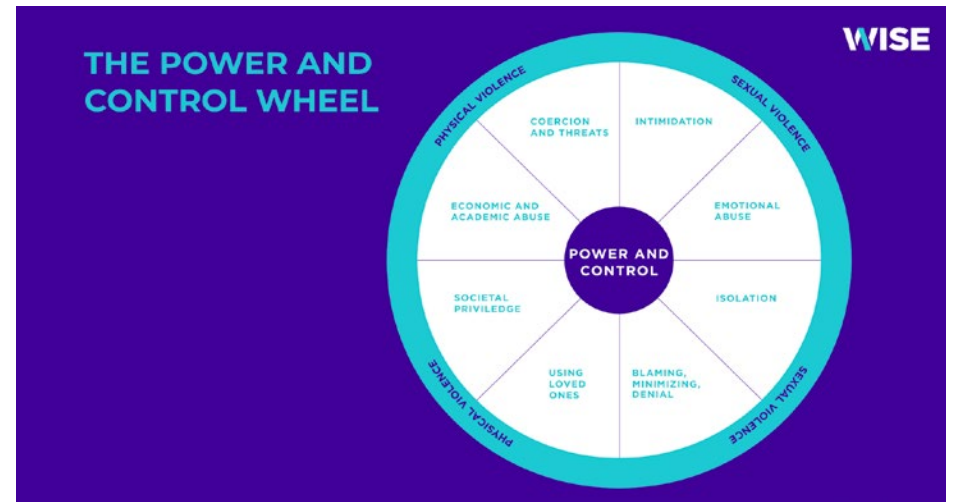 THE POWER AND
CONTROL WHEEL
WISE
PHYSICAL VIOLENCE
SEXUAL VIOLENCE
COERCION
AND THREATS
INTIMIDATION
ECONOMIC AND
ACADEMIC ABUSE
EMOTIONAL
ABUSE
POWER AND
CONTROL
SOCIETAL
PRIVILEDGE
ISOLATION
USING
LOVED
ONES
BLAMING,
MINIMIZING,
DENIAL
PHYSICAL VIOLENCE
SEXUAL VIOLENCE